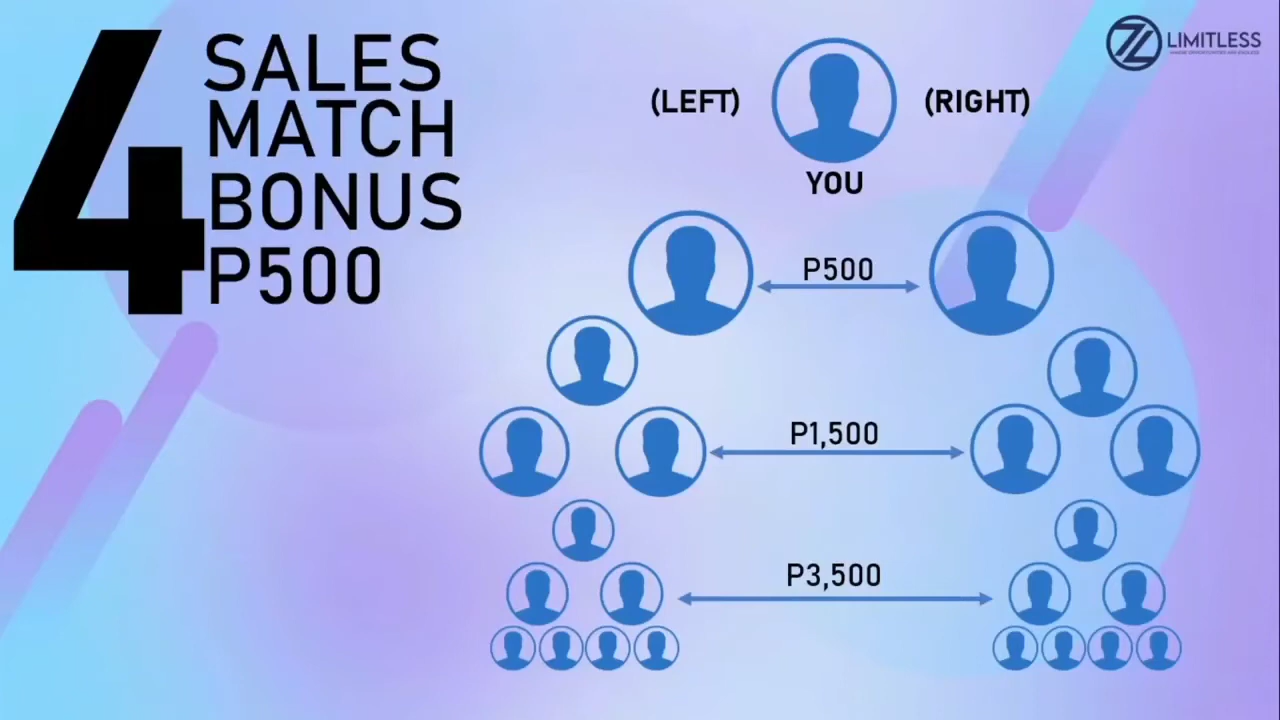 4
SALES
MATCH
BONUS
P500
LIMITLESS
(LEFT)
(RIGHT)
YOU
P500
P1,500
P3,500